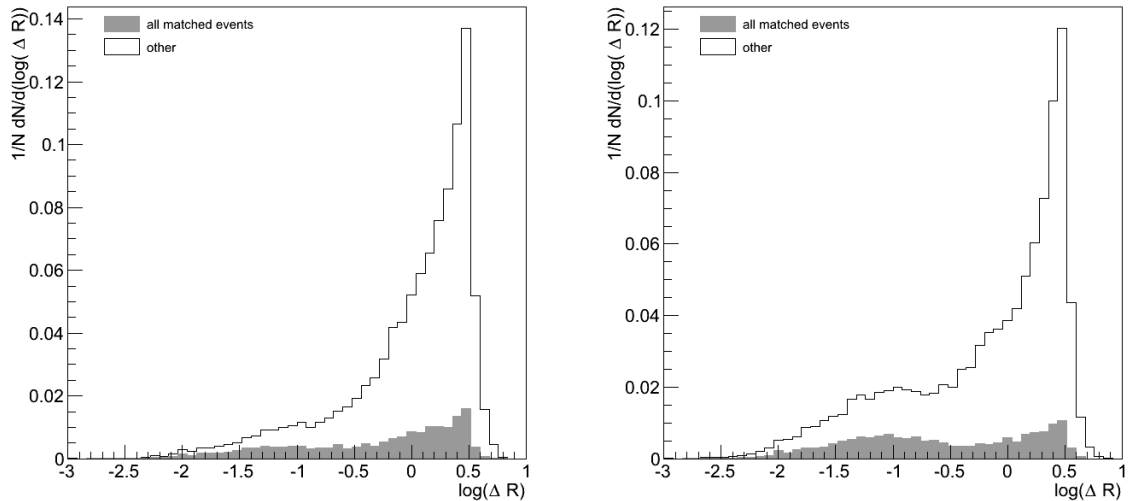 1/N dN/d(log( Δ R))
0.14
0.12
0.1
0.08
0.06
0.04
0.02
0
all matched events
other
-3 -2.5 -2 -1.5 -1 -0.5 0 0.5 1
log(Δ R)
1/N dN/d(log( Δ R))
0.12
0.1
0.08
0.06
0.04
0.02
0
all matched events
other
-3 -2.5 -2 -1.5 -1 -0.5 0 0.5 1
log(Δ R)